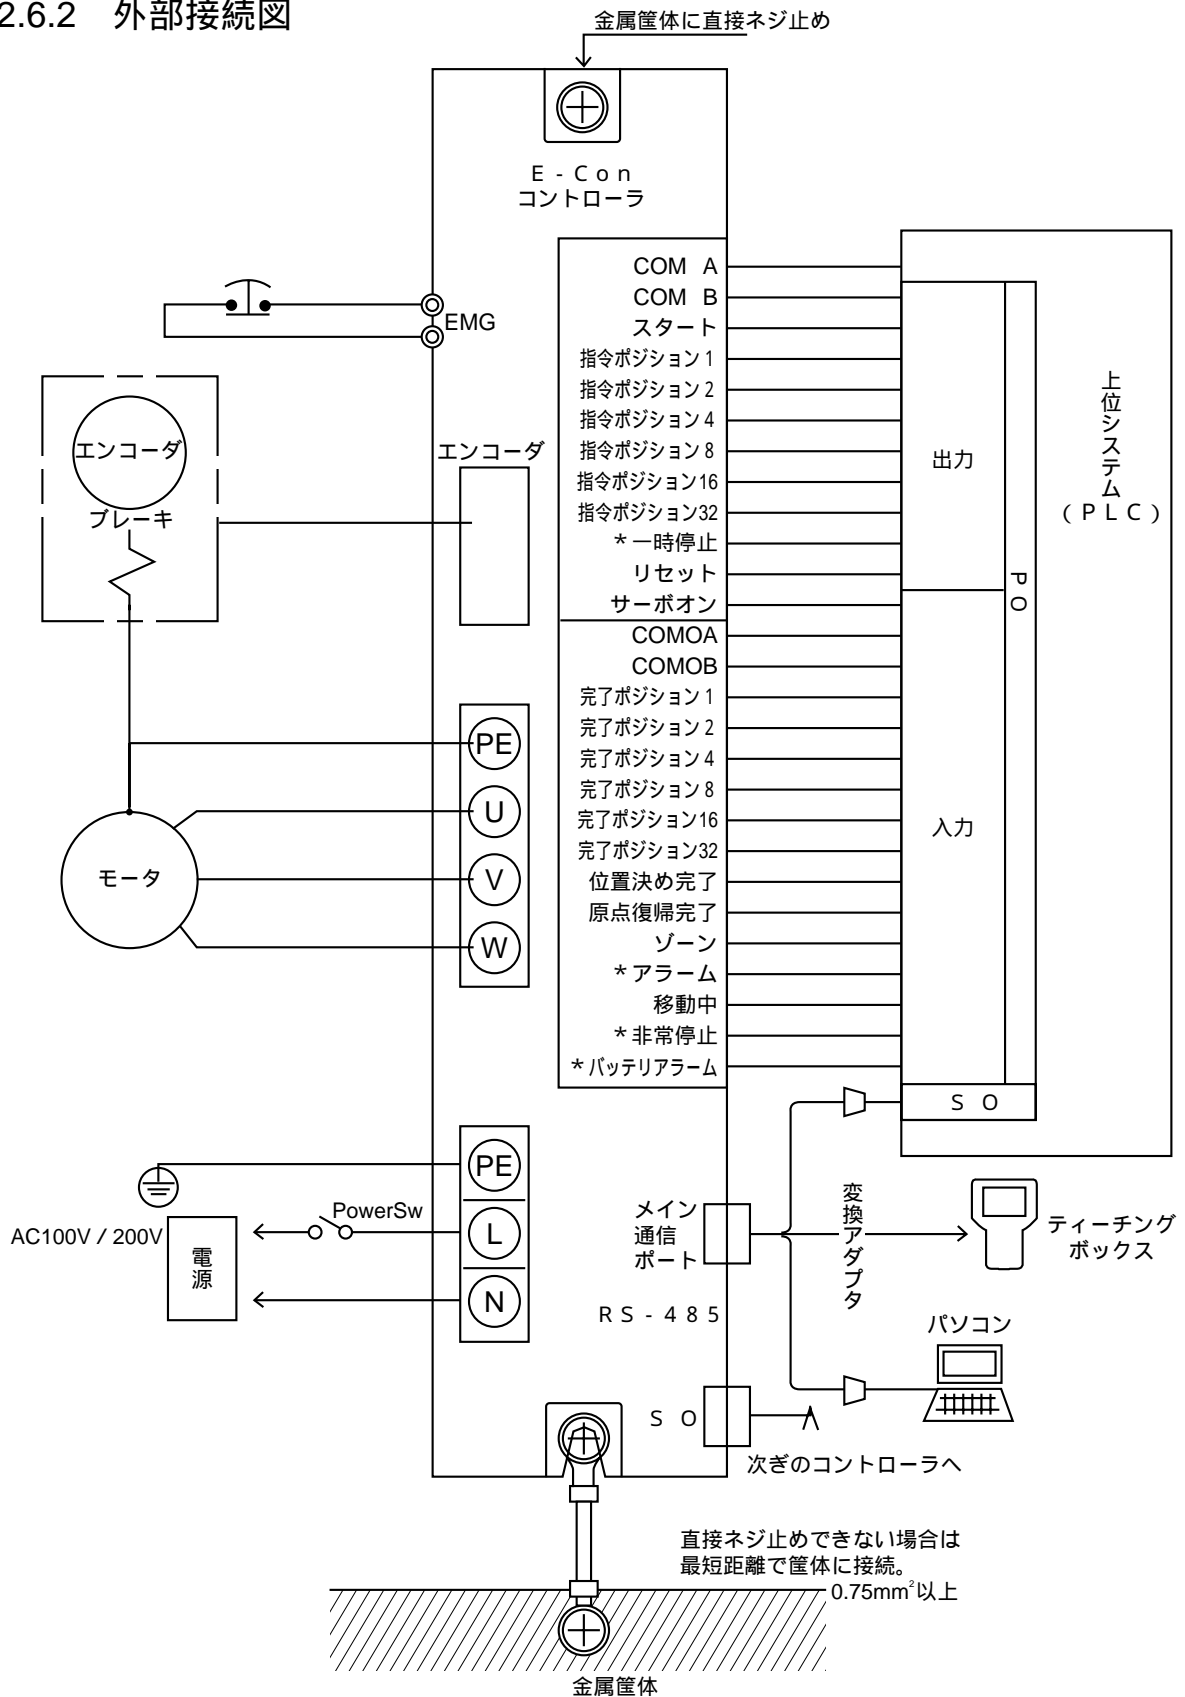 2.6.2 外部接続図
金属筐体に直接ネジ止め
E-Con
コントローラ
COM A
COM B
スタート
指令ポジション1
指令ポジション2
指令ポジション4
指令ポジション8
指令ポジション16
指令ポジション32
*一時停止
リセット
サーボオン
COMOA
COMOB
完了ポジション1
完了ポジション2
完了ポジション4
完了ポジション8
完了ポジション16
完了ポジション32
位置決め完了
原点復帰完了
ゾーン
*アラーム
移動中
*非常停止
*バッテリアラーム
EMG
エンコーダ
ブレーキ
エンコーダ
モータ
PE
U
V
W
出力
入力
PO
SO
上位システム
(PLC)
PE
L
N
PowerSw
AC100V / 200V
電源
メイン
通信
ポート
RS-485
SO
変換アダプタ
ティーチング
ボックス
パソコン
次ぎのコントローラへ
直接ネジ止めできない場合は
最短距離で筐体に接続。
0.75mm²以上
金属筐体